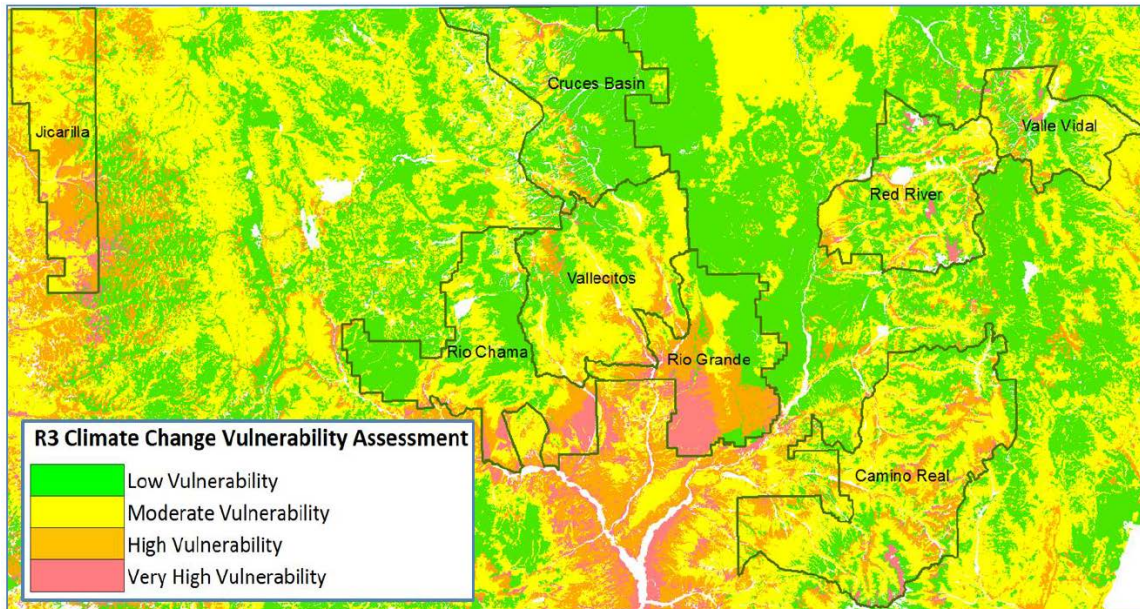 Cruces Basin
Jicarilla
Valle Vidal
Red River
Vallecitos
Rio Chama
Rio Grande
Camino Real
R3 Climate Change Vulnerability Assessment
Low Vulnerability
Moderate Vulnerability
High Vulnerability
Very High Vulnerability